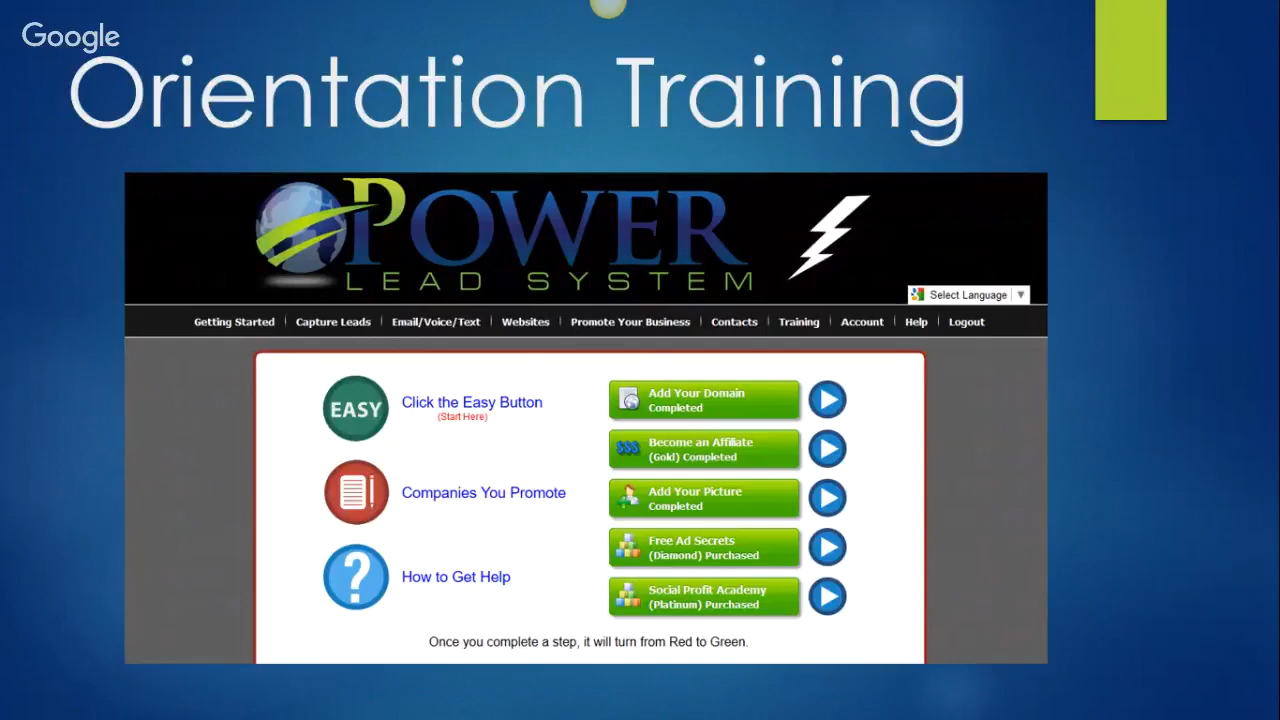 Google
Orientation Training
POWER
LEAD SYSTEM
Select Language ▼
Getting Started | Capture Leads | Email/Voice/Text | Websites | Promote Your Business | Contacts | Training | Account | Help | Logout
EASY
Click the Easy Button
(Start Here)
Companies You Promote
?
How to Get Help
Add Your Domain
Completed
$$$
Become an Affiliate
(Gold) Completed
Add Your Picture
Completed
Free Ad Secrets
(Diamond) Purchased
Social Profit Academy
(Platinum) Purchased
Once you complete a step, it will turn from Red to Green.